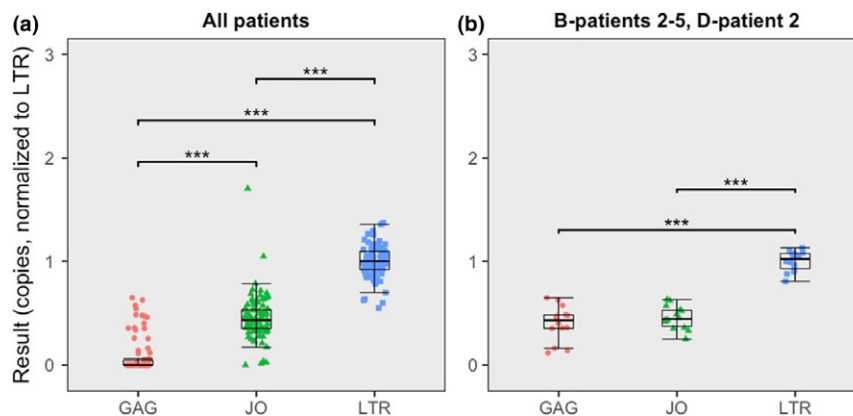 (a) All patients
Result (copies, normalized to LTR)
3
2
1
0
***
***
***
GAG JO LTR
(b) B-patients 2-5, D-patient 2
3
2
1
0
***
***
GAG JO LTR